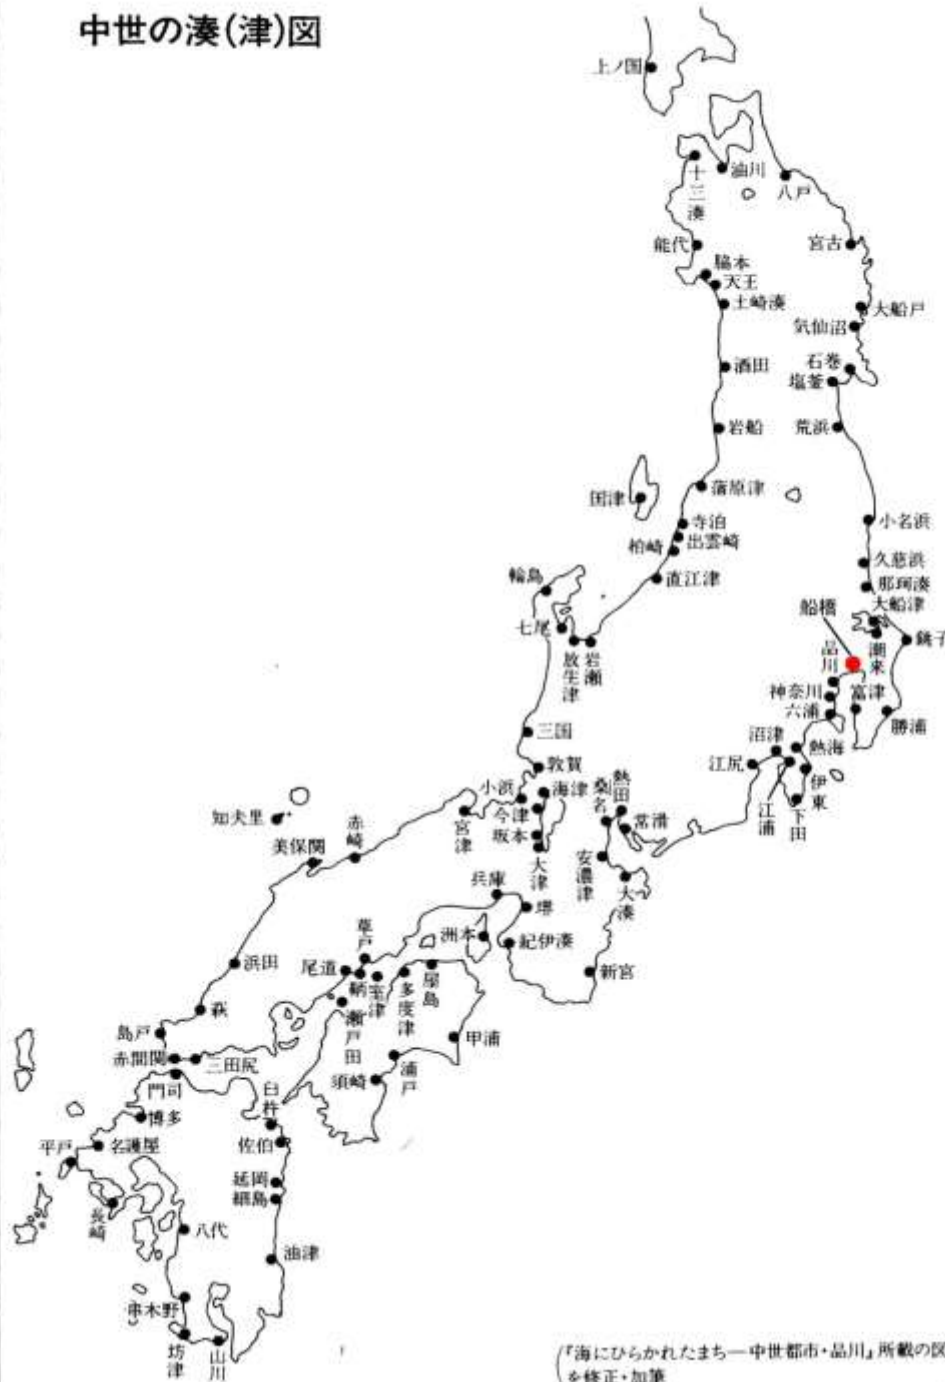 中世の湊(津)図
上ノ国
十三湊
油川
八戸
能代
宮古
脇本
天王
土崎湊
大船戸
気仙沼
酒田
石巻
塩釜
岩船
荒浜
国津
蒲原津
寺泊
出雲崎
柏崎
直江津
小名浜
久慈浜
那珂湊
大船津
船橋
銚子
潮来
品川
神奈川
六浦
富津
勝浦
輪島
七尾
放生津
岩瀬
三国
敦賀
小浜
海津
今津
坂本
大津
宮津
桑名
熱田
常滑
安濃津
大湊
沼津
熱海
江尻
伊東
江浦
下田
知夫里
美保関
赤崎
兵庫
堺
洲本
紀伊湊
新宮
浜田
草戸
尾道
鞆
室津
多度津
屋島
瀬戸田
甲浦
浦戸
須崎
萩
島戸
赤間関
三田尻
門司
臼杵
博多
佐伯
平戸
名護屋
延岡
細島
長崎
八代
油津
串木野
坊津
山川
(『海にひらかれたまち―中世都市・品川』所載の図
を修正・加筆